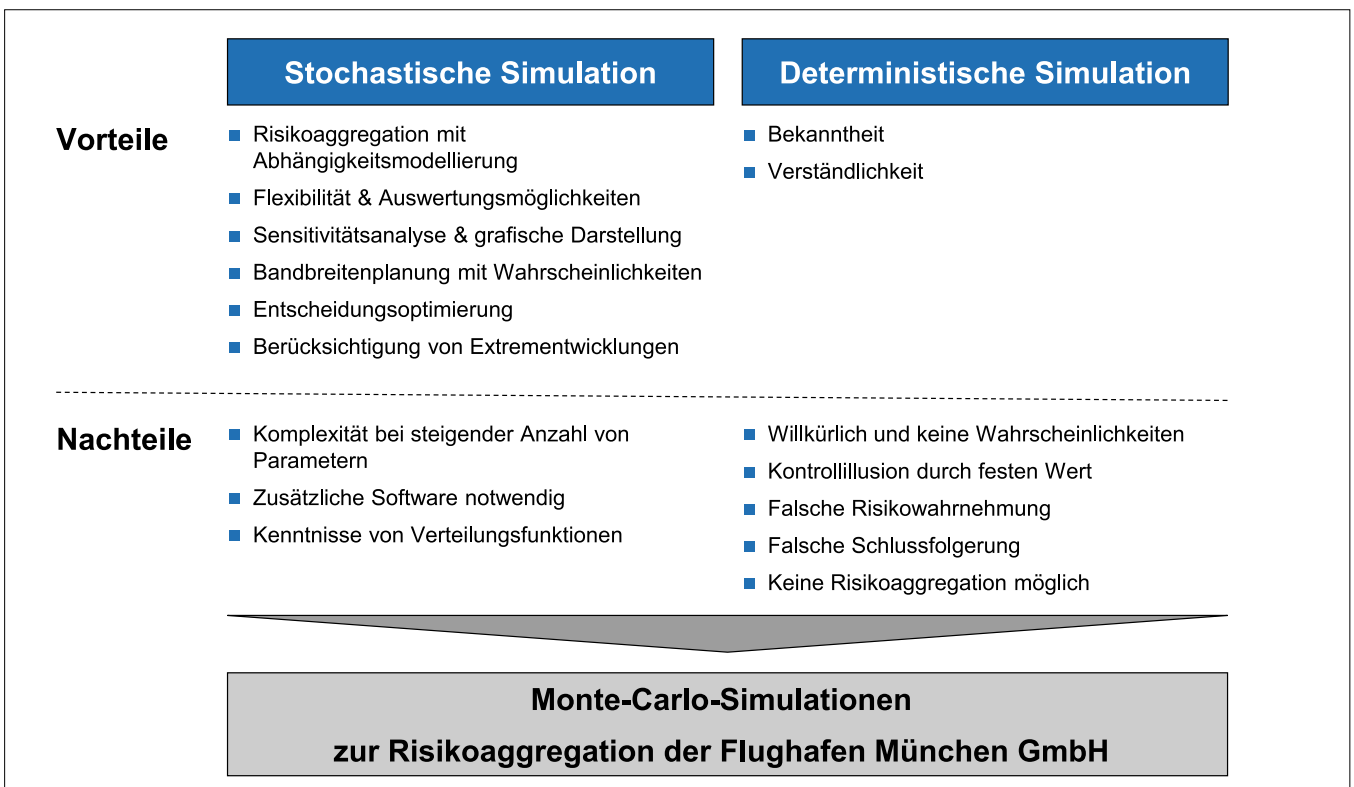 Stochastische Simulation
Deterministische Simulation
Vorteile
Risikoaggregation mit
Abhängigkeitsmodellierung
Flexibilität & Auswertungsmöglichkeiten
Sensitivitätsanalyse & grafische Darstellung
Bandbreitenplanung mit Wahrscheinlichkeiten
Entscheidungsoptimierung
Berücksichtigung von Extrementwicklungen
Bekanntheit
Verständlichkeit
Nachteile
Komplexität bei steigender Anzahl von
Parametern
Zusätzliche Software notwendig
Kenntnisse von Verteilungsfunktionen
Willkürlich und keine Wahrscheinlichkeiten
Kontrollillusion durch festen Wert
Falsche Risikowahrnehmung
Falsche Schlussfolgerung
Keine Risikoaggregation möglich
Monte-Carlo-Simulationen
zur Risikoaggregation der Flughafen München GmbH